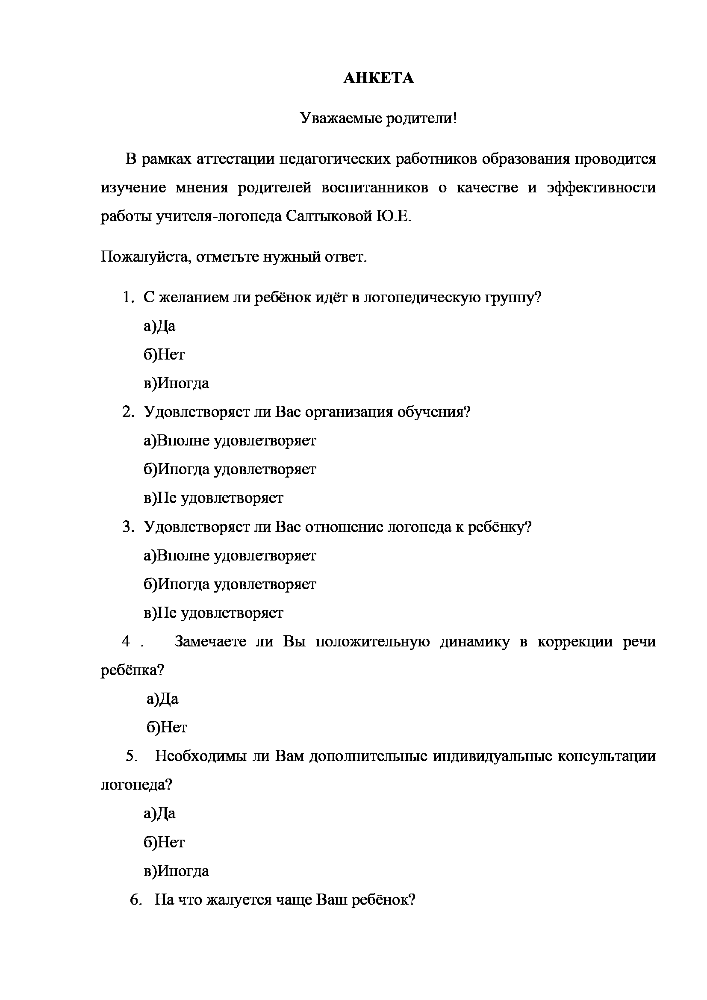 АНКЕТА
Уважаемые родители!
В рамках аттестации педагогических работников образования проводится
изучение мнения родителей воспитанников о качестве и эффективности
работы учителя-логопеда Салтыковой Ю.Е.
Пожалуйста, отметьте нужный ответ.
1. С желанием ли ребёнок идёт в логопедическую группу?
а)Да
б)Нет
в)Иногда
2. Удовлетворяет ли Вас организация обучения?
а)Вполне удовлетворяет
б)Иногда удовлетворяет
в)Не удовлетворяет
3. Удовлетворяет ли Вас отношение логопеда к ребёнку?
а)Вполне удовлетворяет
б)Иногда удовлетворяет
в)Не удовлетворяет
4 . Замечаете ли Вы положительную динамику в коррекции речи
ребёнка?
а)Да
б)Нет
5. Необходимы ли Вам дополнительные индивидуальные консультации
логопеда?
а)Да
б)Нет
в)Иногда
6. На что жалуется чаще Ваш ребёнок?